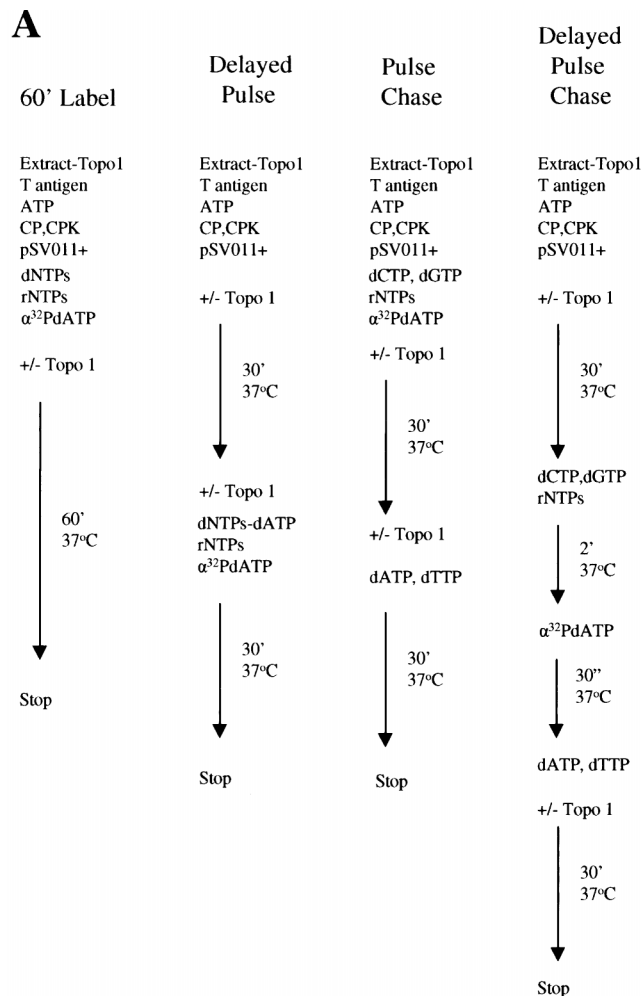 A
60’ Label
Extract-Topo1
T antigen
ATP
CP,CPK
pSV011+
dNTPs
rNTPs
α³²PdATP
+/- Topo 1
60’
37°C
Stop
Delayed
Pulse
Extract-Topo1
T antigen
ATP
CP,CPK
pSV011+
+/- Topo 1
30’
37°C
+/- Topo 1
dNTPs-dATP
rNTPs
α³²PdATP
30’
37°C
Stop
Pulse
Chase
Extract-Topo1
T antigen
ATP
CP,CPK
pSV011+
dCTP, dGTP
rNTPs
α³²PdATP
+/- Topo 1
30’
37°C
+/- Topo 1
dATP, dTTP
30’
37°C
Stop
Delayed
Pulse
Chase
Extract-Topo1
T antigen
ATP
CP,CPK
pSV011+
+/- Topo 1
30’
37°C
dCTP,dGTP
rNTPs
2’
37°C
α³²PdATP
30”
37°C
dATP, dTTP
+/- Topo 1
30’
37°C
Stop